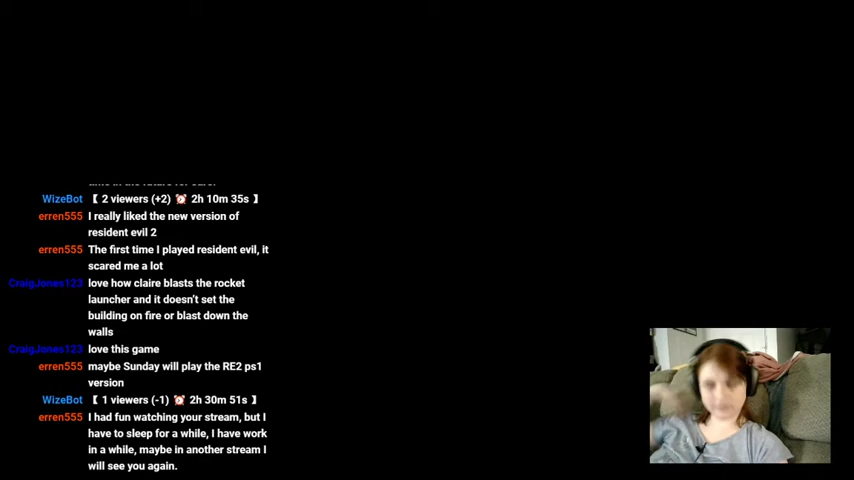 WizeBot 【 2 viewers (+2) ⏰ 2h 10m 35s 】
erren555 I really liked the new version of
resident evil 2
erren555 The first time I played resident evil, it
scared me a lot
CraigJones123 love how claire blasts the rocket
launcher and it doesn't set the
building on fire or blast down the
walls
CraigJones123 love this game
erren555 maybe Sunday will play the RE2 ps1
version
WizeBot 【 1 viewers (-1) ⏰ 2h 30m 51s 】
erren555 I had fun watching your stream, but I
have to sleep for a while, I have work
in a while, maybe in another stream I
will see you again.